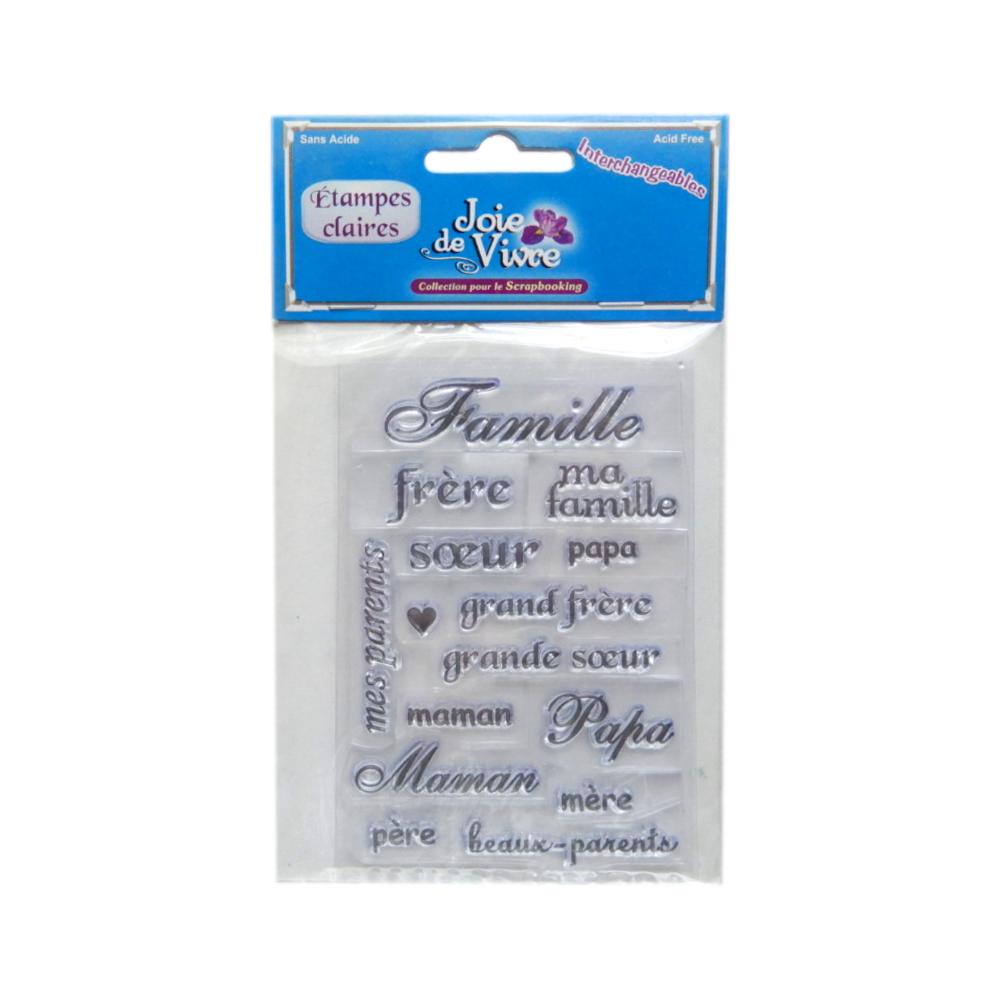 Sans Acide
Acid Free
Interchangeables
Étampes
claires
Joie
de Vivre
Collection pour le Scrapbooking
Famille
frère
ma
famille
sœur
papa
mes parents
grand frère
grande sœur
maman
Papa
Maman
mère
père
beaux-parents